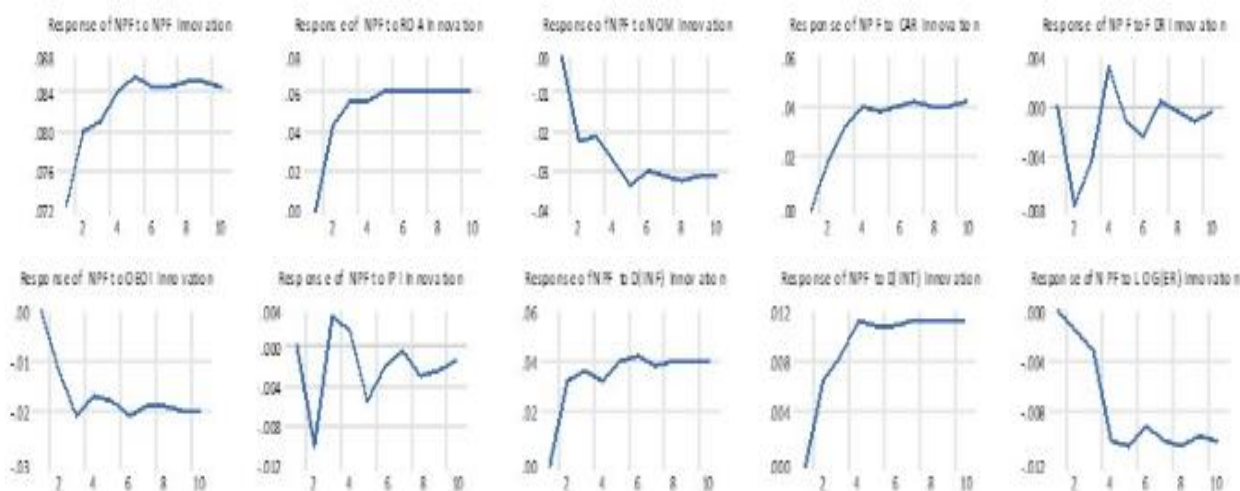 Response of NPF to NPF Innovation
.088
.084
.080
.076
.072
2 4 6 8 10
Response of NPF to ROA Innovation
.08
.06
.04
.02
.00
2 4 6 8 10
Response of NPF to NOM Innovation
.00
-.01
-.02
-.03
-.04
2 4 6 8 10
Response of NPF to CAR Innovation
.06
.04
.02
.00
2 4 6 8 10
Response of NPF to FDR Innovation
.004
.000
-.004
-.008
2 4 6 8 10
Response of NPF to Innovation
.00
-.01
-.02
-.03
2 4 6 8 10
Response of NPF to IPI Innovation
.004
.000
-.004
-.008
-.012
2 4 6 8 10
Response of NPF to D(INF) Innovation
.06
.04
.02
.00
2 4 6 8 10
Response of NPF to D(INT) Innovation
.012
.008
.004
.000
2 4 6 8 10
Response of NPF to LOG(ER) Innovation
.000
-.004
-.008
-.012
2 4 6 8 10